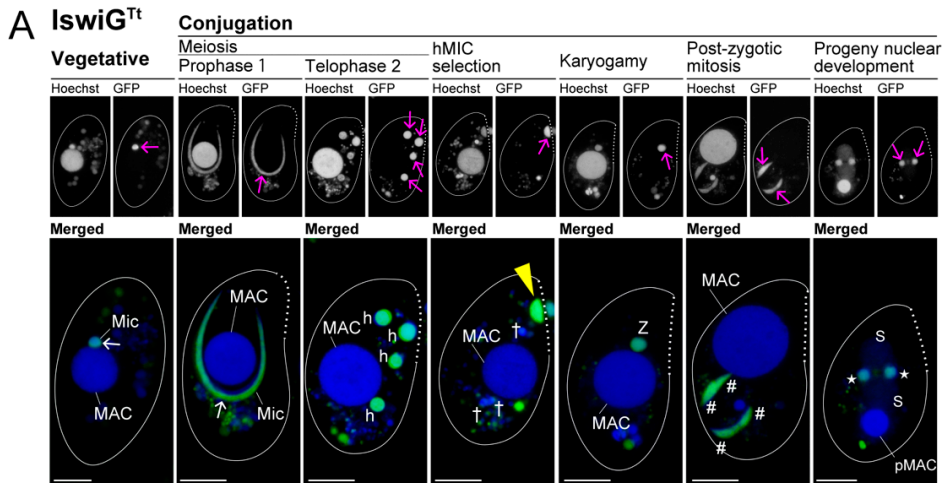 A
IswiG^Tt
Conjugation
Vegetative
Meiosis
Prophase 1
Telophase 2
hMIC
selection
Karyogamy
Post-zygotic
mitosis
Progeny nuclear
development
Hoechst GFP Hoechst GFP Hoechst GFP Hoechst GFP Hoechst GFP Hoechst GFP Hoechst GFP
Merged Merged Merged Merged Merged Merged Merged
Mic
MAC
MAC
Mic
MAC
h
h
h
h
MAC
†
†
†
Z
MAC
MAC
#
#
#
#
S
★ ★
S
pMAC